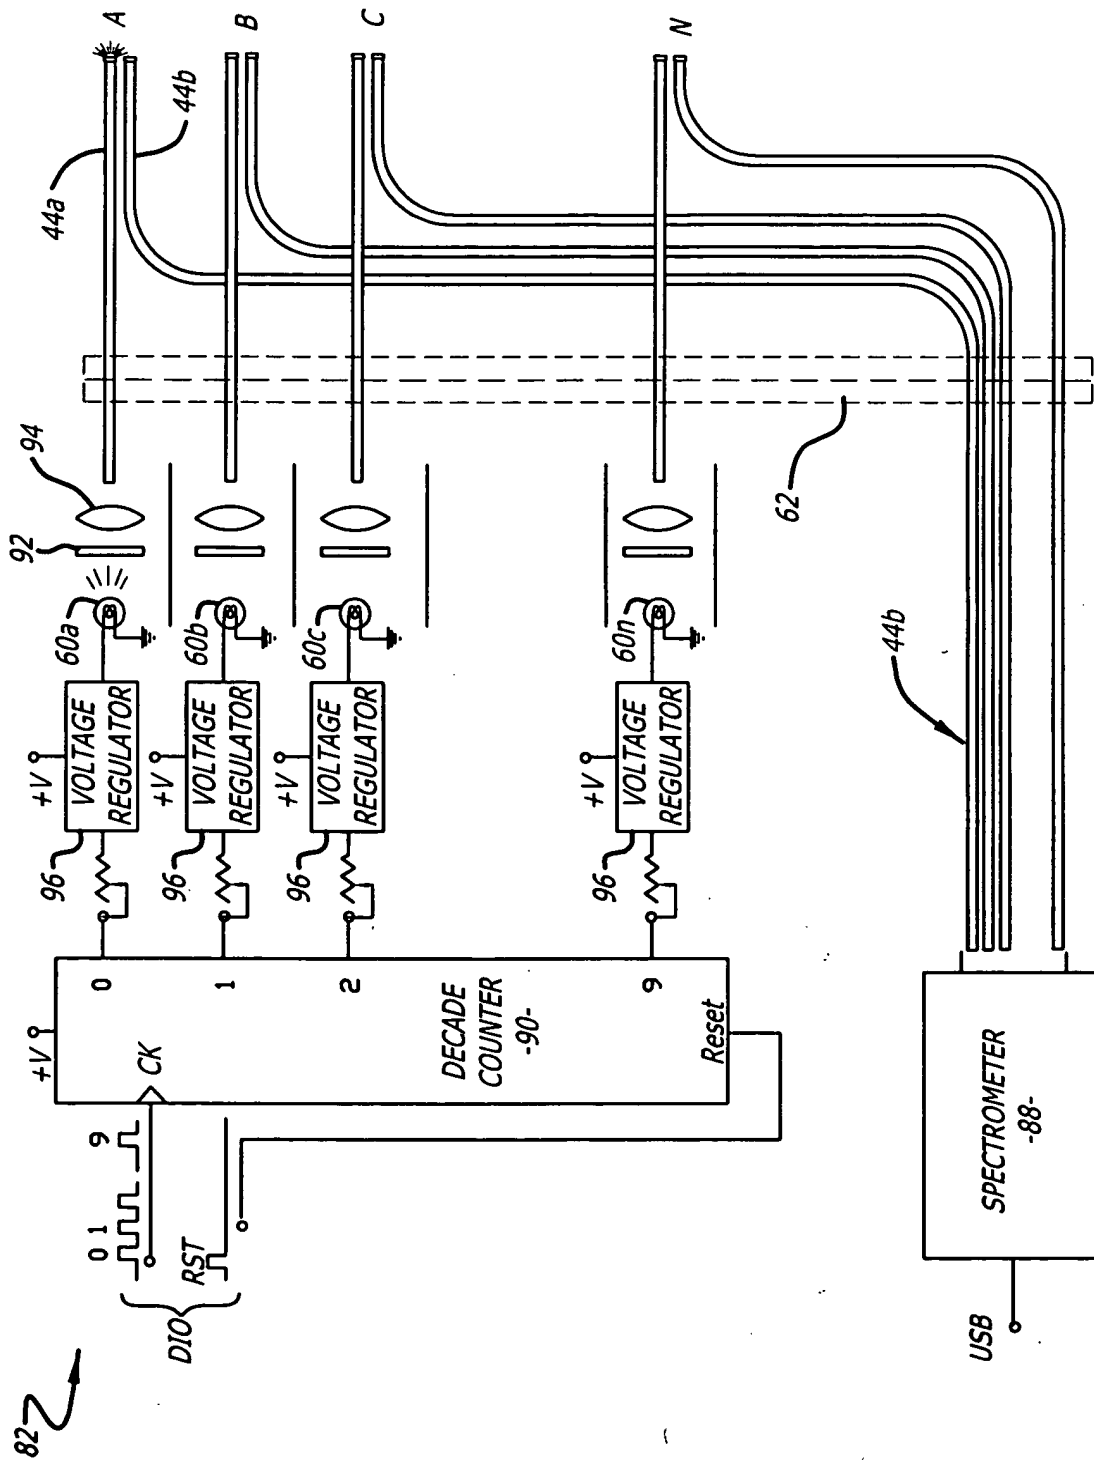 82
DIO
0 1 9
RST
+V
CK
0
1
2
9
DECADE
COUNTER
-90-
Reset
96
+V
VOLTAGE
REGULATOR
60a
92
94
96
+V
VOLTAGE
REGULATOR
60b
96
+V
VOLTAGE
REGULATOR
60c
96
+V
VOLTAGE
REGULATOR
60n
44a
44b
A
B
C
N
62
44b
USB
SPECTROMETER
-88-